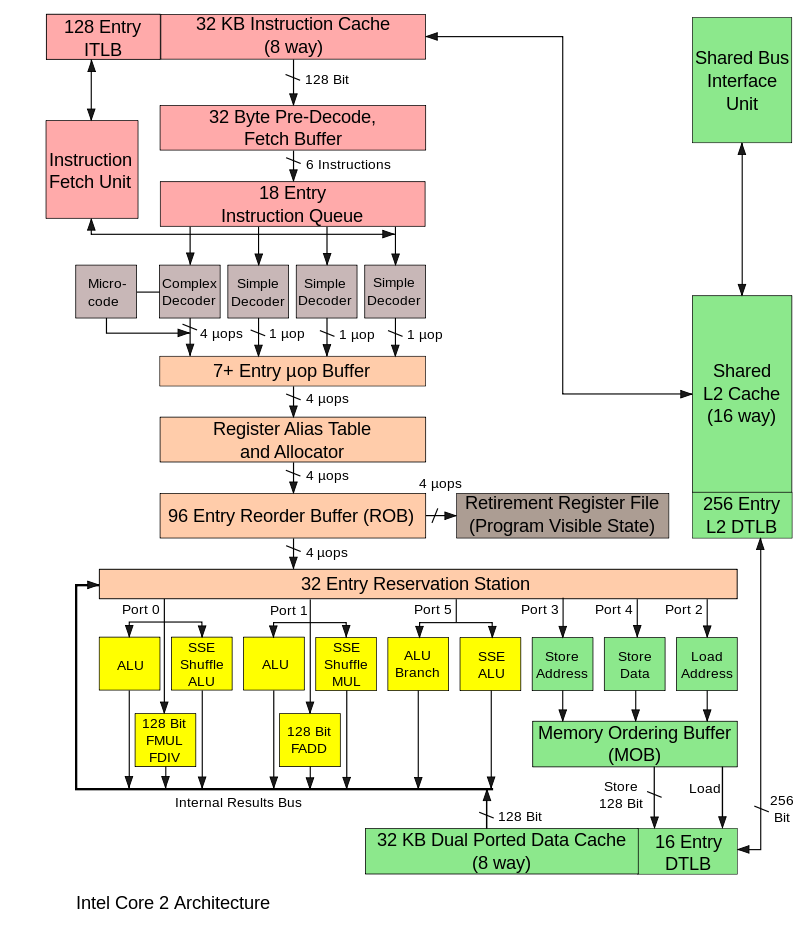 128 Entry
ITLB
32 KB Instruction Cache
(8 way)
Shared Bus
Interface
Unit
128 Bit
32 Byte Pre-Decode,
Fetch Buffer
Instruction
Fetch Unit
6 Instructions
18 Entry
Instruction Queue
Micro-
code
Complex
Decoder
Simple
Decoder
Simple
Decoder
Simple
Decoder
4 µops
1 µop
1 µop
1 µop
7+ Entry µop Buffer
Shared
L2 Cache
(16 way)
4 µops
Register Alias Table
and Allocator
4 µops
4 µops
96 Entry Reorder Buffer (ROB)
Retirement Register File
(Program Visible State)
256 Entry
L2 DTLB
4 µops
32 Entry Reservation Station
Port 0
Port 1
Port 5
Port 3
Port 4
Port 2
ALU
SSE
Shuffle
ALU
ALU
SSE
Shuffle
MUL
ALU
Branch
SSE
ALU
Store
Address
Store
Data
Load
Address
128 Bit
FMUL
FDIV
128 Bit
FADD
Memory Ordering Buffer
(MOB)
Internal Results Bus
Store
128 Bit
Load
256
Bit
128 Bit
32 KB Dual Ported Data Cache
(8 way)
16 Entry
DTLB
Intel Core 2 Architecture